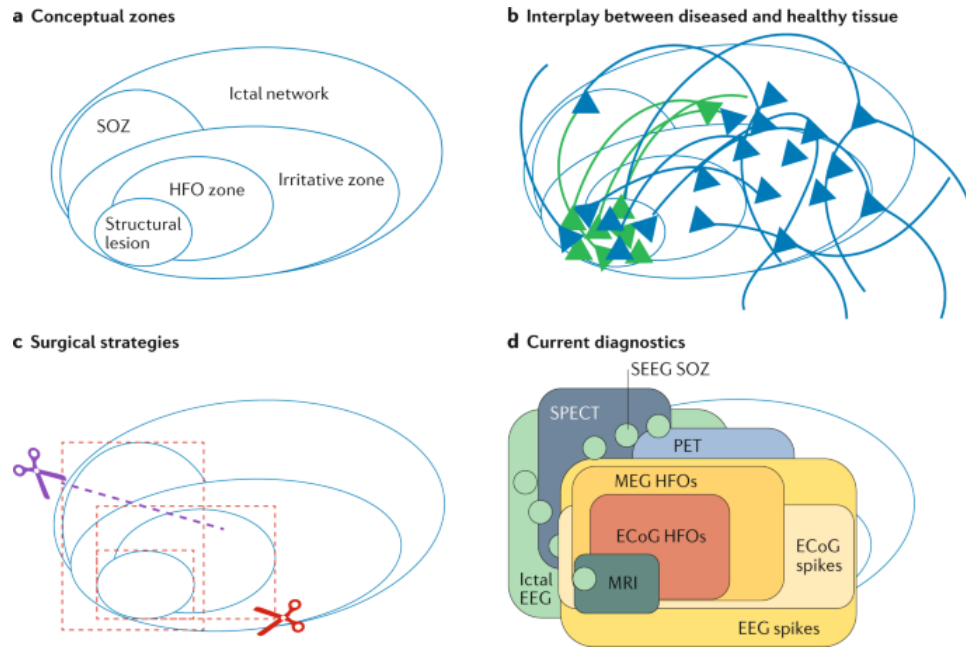 a Conceptual zones
Ictal network
SOZ
HFO zone
Irritative zone
Structural
lesion
b Interplay between diseased and healthy tissue
c Surgical strategies
d Current diagnostics
SEEG SOZ
SPECT
PET
MEG HFOs
ECoG HFOs
ECoG
spikes
MRI
Ictal
EEG
EEG spikes